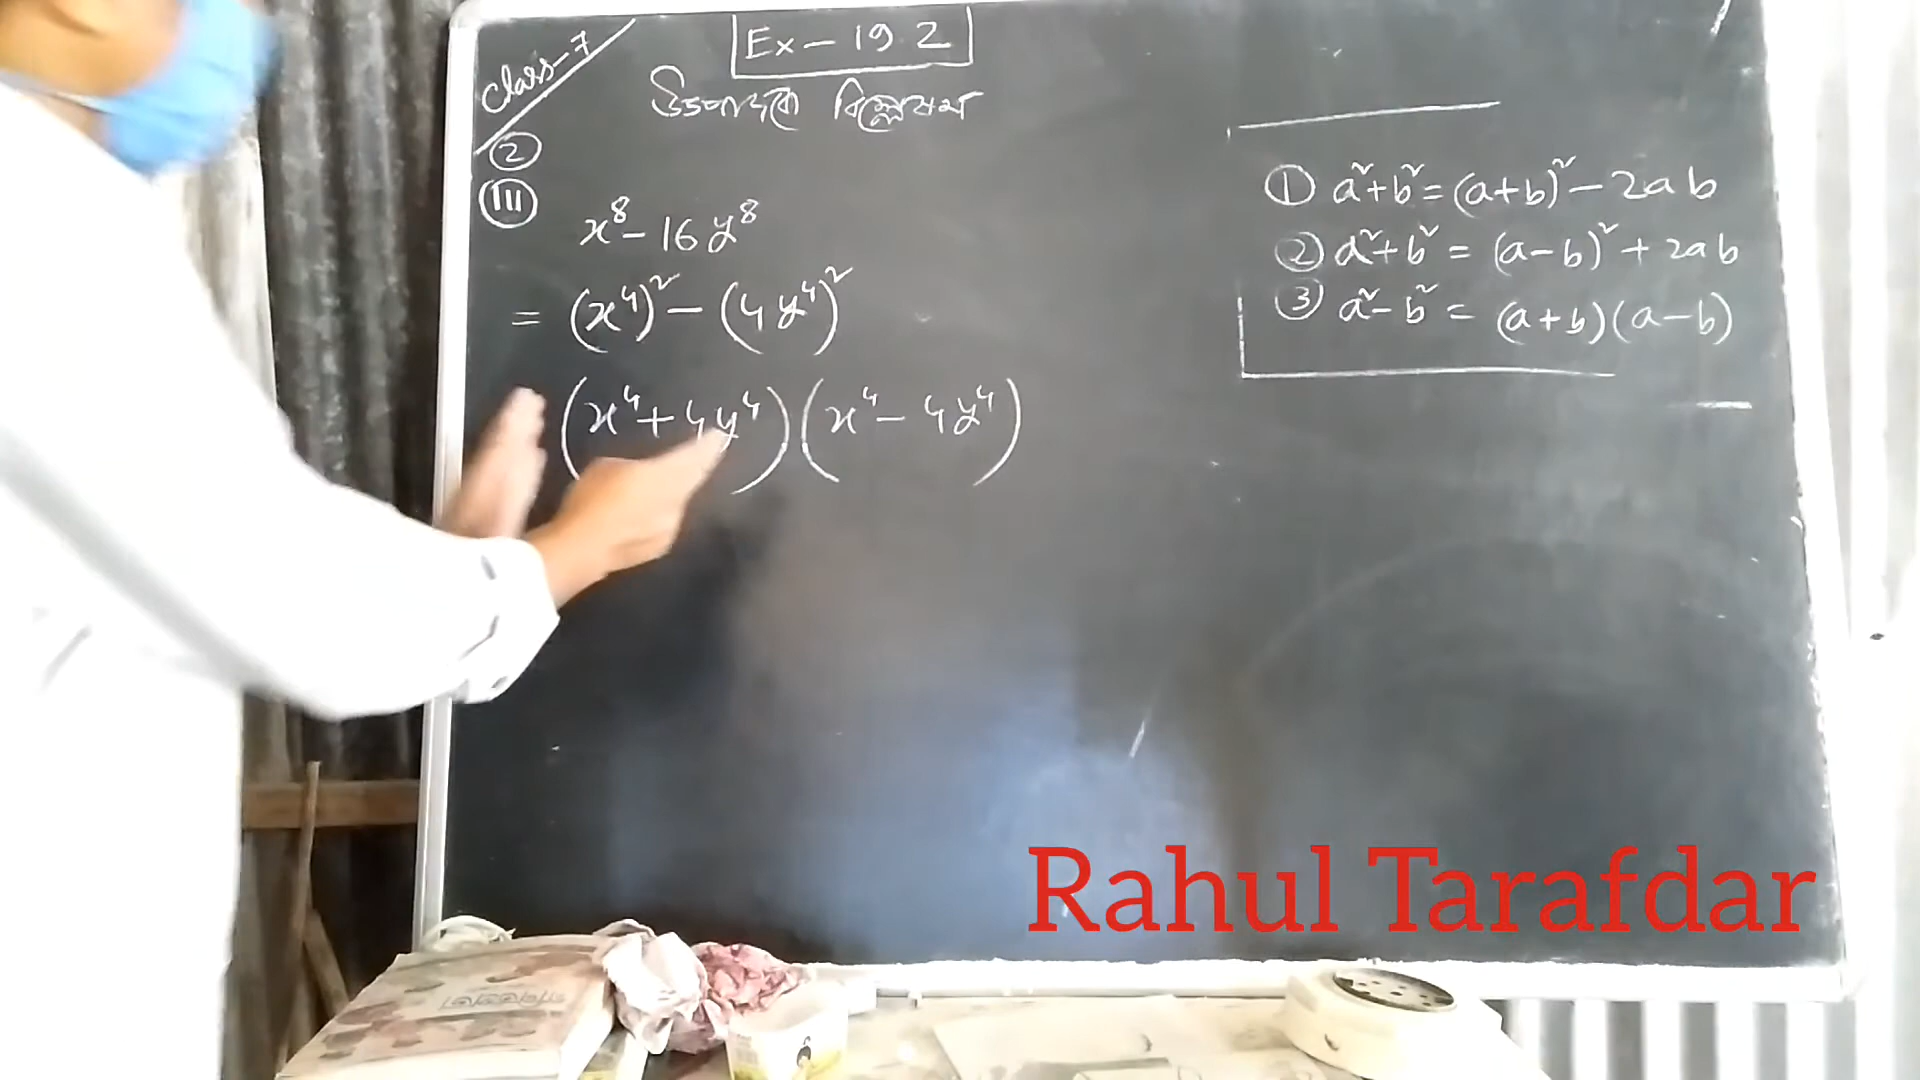 Class-7
Ex-19.2
উৎপাদকে বিশ্লেষণ
②
III
x⁸-16y⁸
= (x⁴)²-(4y⁴)²
(x⁴+4y⁴)(x⁴-4y⁴)
① a²+b²=(a+b)²-2ab
② a²+b² = (a-b)²+2ab
③ a²-b² = (a+b)(a-b)
Rahul Tarafdar